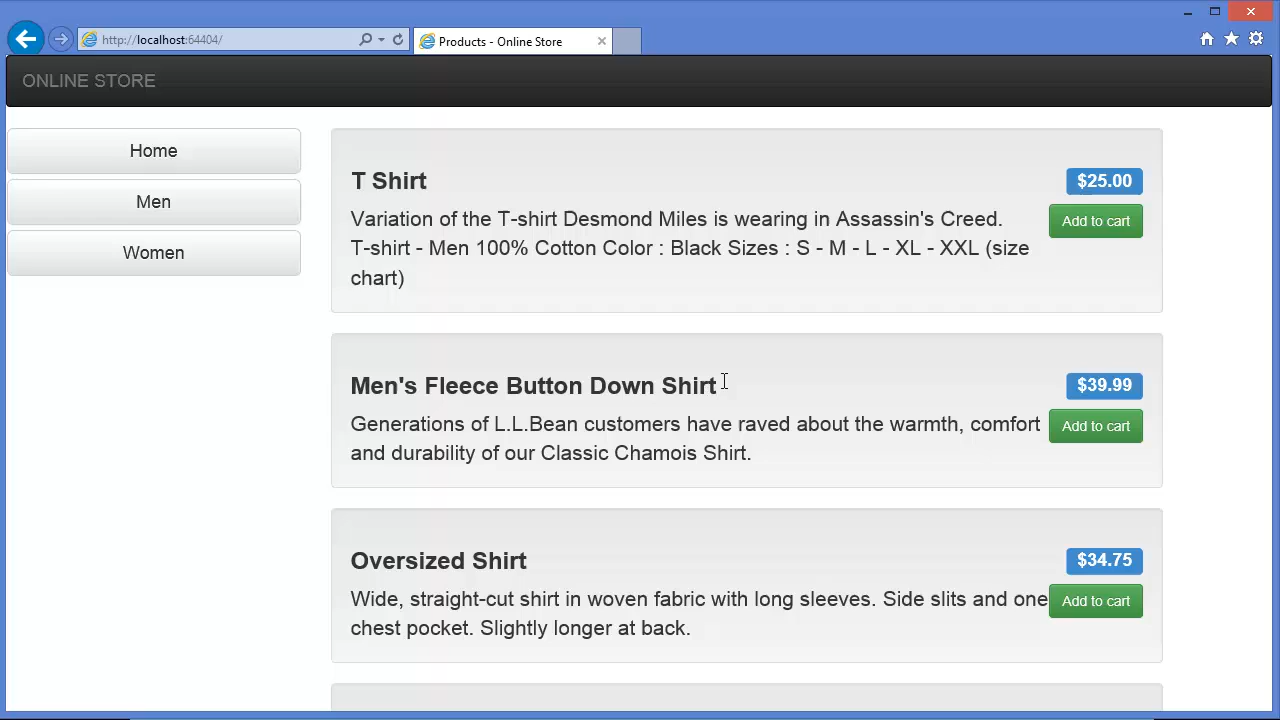 http://localhost:64404/
Products - Online Store
ONLINE STORE
Home
Men
Women
T Shirt
$25.00
Variation of the T-shirt Desmond Miles is wearing in Assassin's Creed.
Add to cart
T-shirt - Men 100% Cotton Color : Black Sizes : S - M - L - XL - XXL (size
chart)
Men's Fleece Button Down Shirt
$39.99
Generations of L.L.Bean customers have raved about the warmth, comfort
Add to cart
and durability of our Classic Chamois Shirt.
Oversized Shirt
$34.75
Wide, straight-cut shirt in woven fabric with long sleeves. Side slits and one
Add to cart
chest pocket. Slightly longer at back.